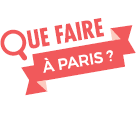 QUE FAIRE
À PARIS ?